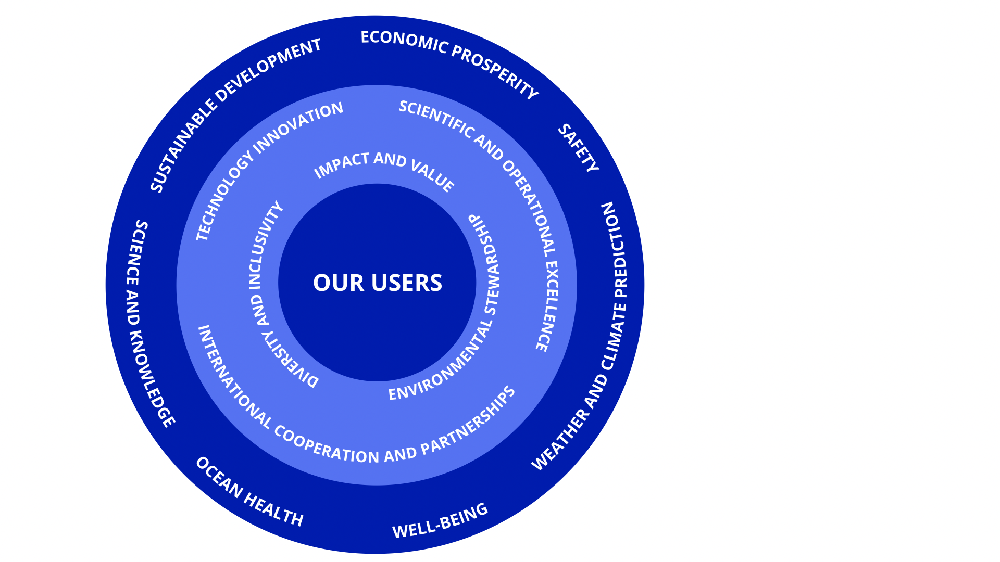 ECONOMIC PROSPERITY
SAFETY
WEATHER AND CLIMATE PREDICTION
WELL-BEING
OCEAN HEALTH
SCIENCE AND KNOWLEDGE
SUSTAINABLE DEVELOPMENT
TECHNOLOGY INNOVATION
SCIENTIFIC AND OPERATIONAL EXCELLENCE
INTERNATIONAL COOPERATION AND PARTNERSHIPS
IMPACT AND VALUE
ENVIRONMENTAL STEWARDSHIP
DIVERSITY AND INCLUSIVITY
OUR USERS